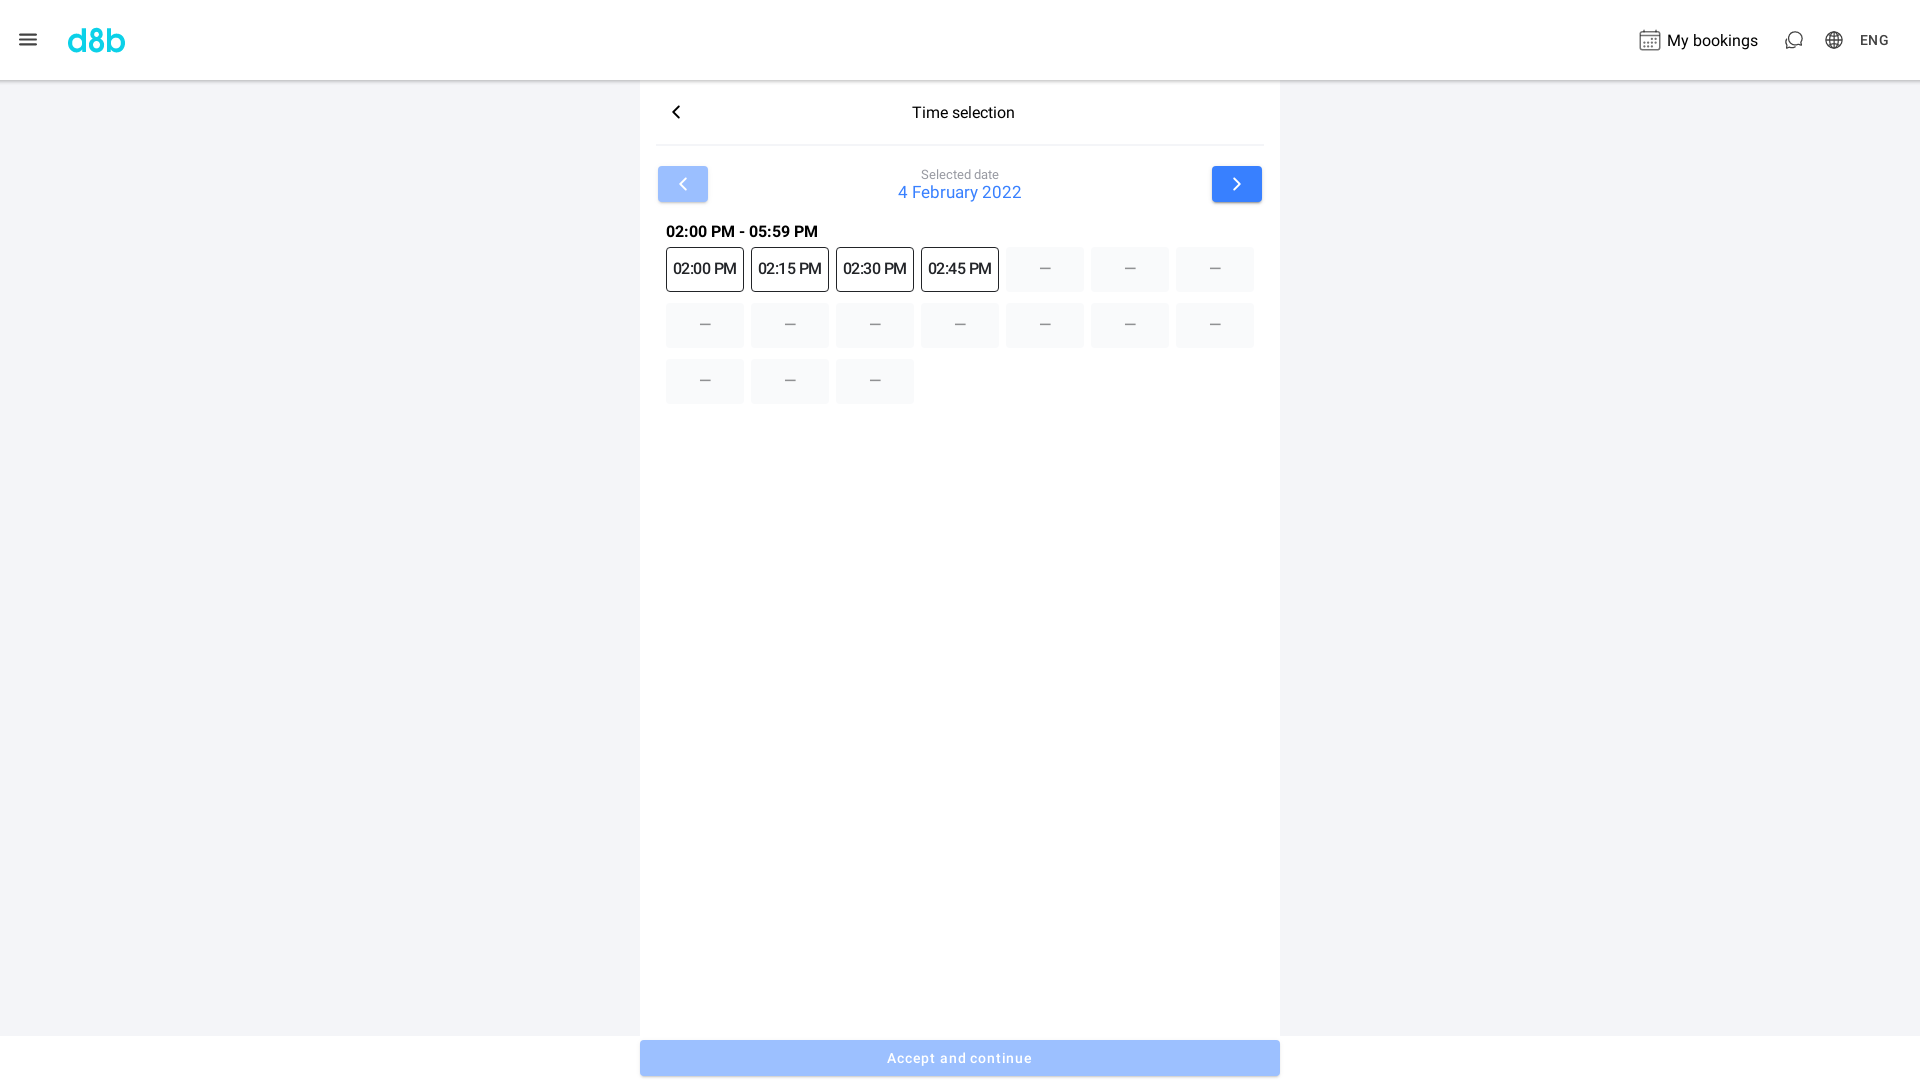 d8b
My bookings
ENG
Time selection
Selected date
4 February 2022
02:00 PM - 05:59 PM
02:00 PM 02:15 PM 02:30 PM 02:45 PM — — —
— — — — — — —
— — —
Accept and continue